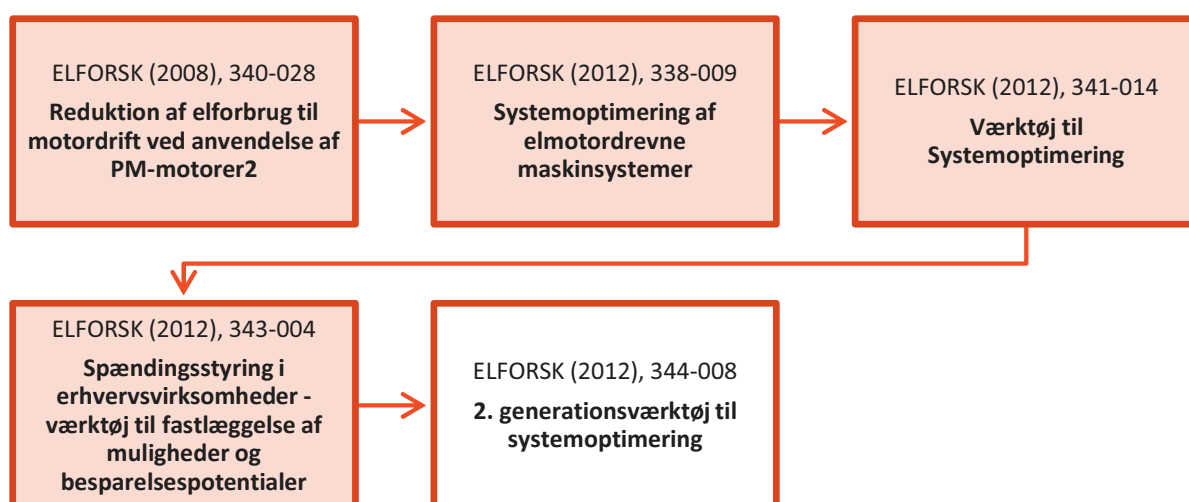 ELFORSK (2008), 340-028
Reduktion af elforbrug til
motordrift ved anvendelse af
PM-motorer2
ELFORSK (2012), 338-009
Systemoptimering af
elmotordrevne
maskinsystemer
ELFORSK (2012), 341-014
Værktøj til
Systemoptimering
ELFORSK (2012), 343-004
Spændingsstyring i
erhvervsvirksomheder -
værktøj til fastlæggelse af
muligheder og
besparelsespotentialer
ELFORSK (2012), 344-008
2. generationsværktøj til
systemoptimering